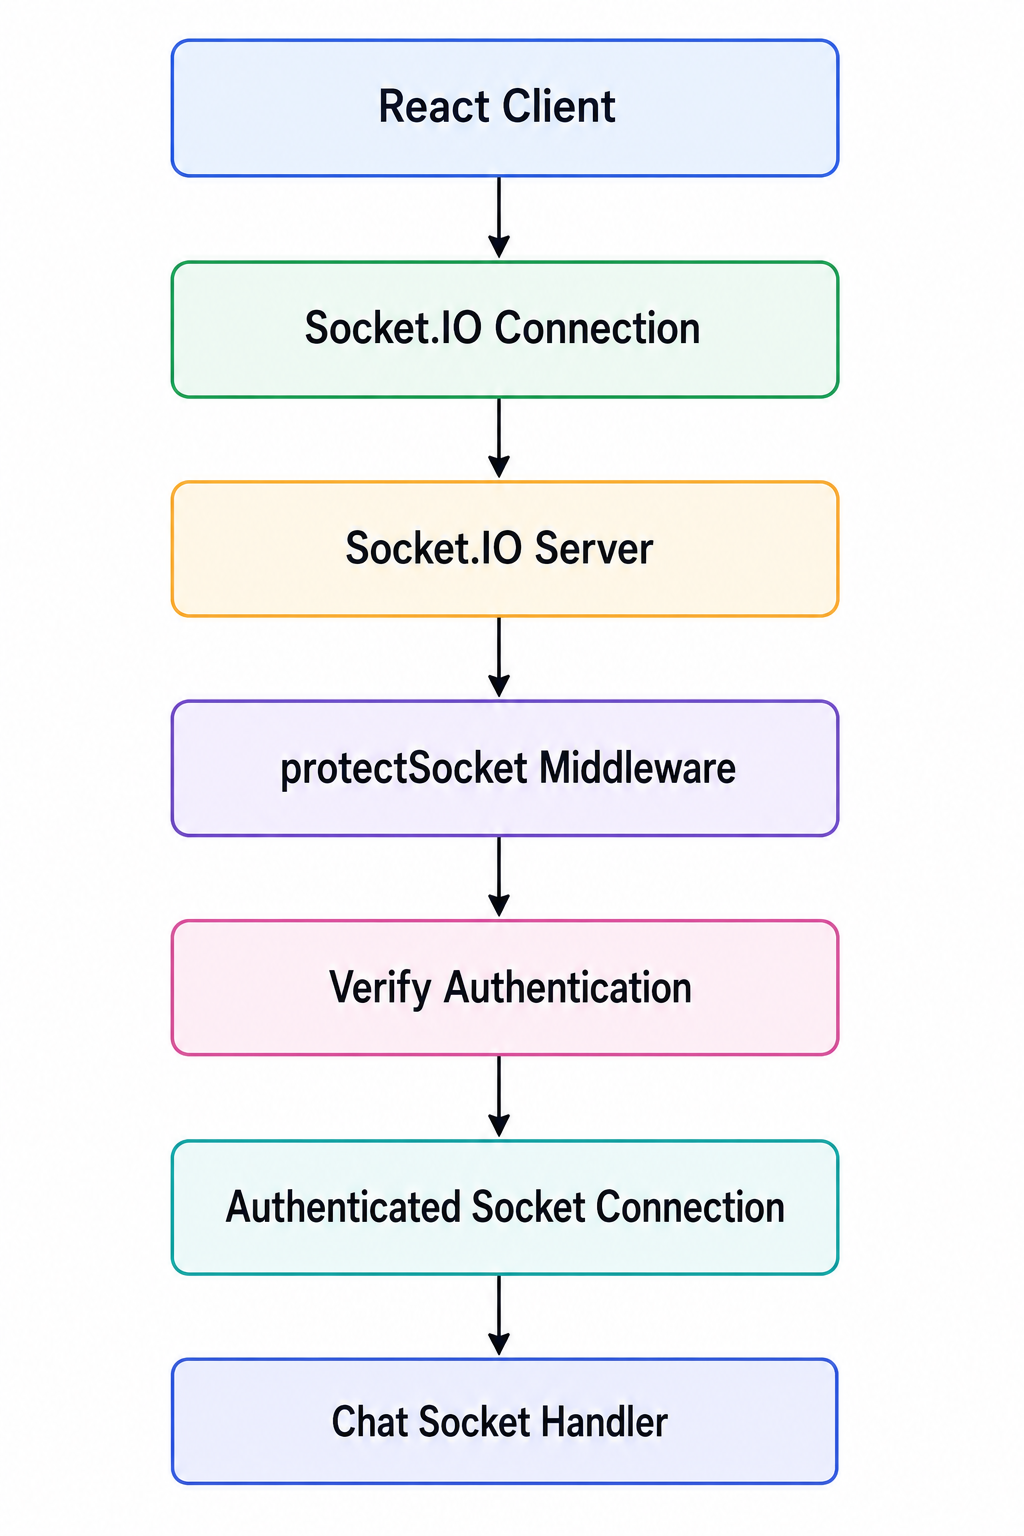 React Client
Socket.IO Connection
Socket.IO Server
protectSocket Middleware
Verify Authentication
Authenticated Socket Connection
Chat Socket Handler